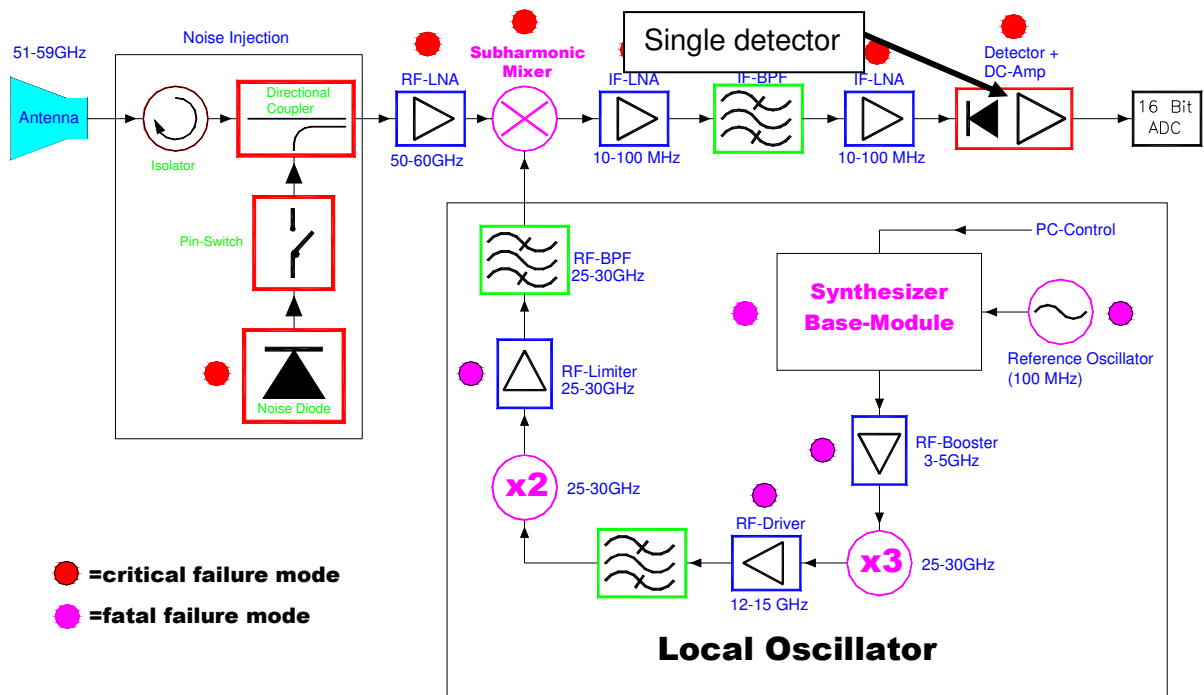 51-59GHz
Antenna
Noise Injection
Isolator
Directional
Coupler
Pin-Switch
Noise Diode
RF-LNA
50-60GHz
Subharmonic
Mixer
Single detector
IF-LNA
10-100 MHz
IF-BPF
IF-LNA
10-100 MHz
Detector +
DC-Amp
16 Bit
ADC
RF-BPF
25-30GHz
RF-Limiter
25-30GHz
x2
25-30GHz
PC-Control
Synthesizer
Base-Module
Reference Oscillator
(100 MHz)
RF-Booster
3-5GHz
RF-Driver
12-15 GHz
x3
25-30GHz
Local Oscillator
=critical failure mode
=fatal failure mode